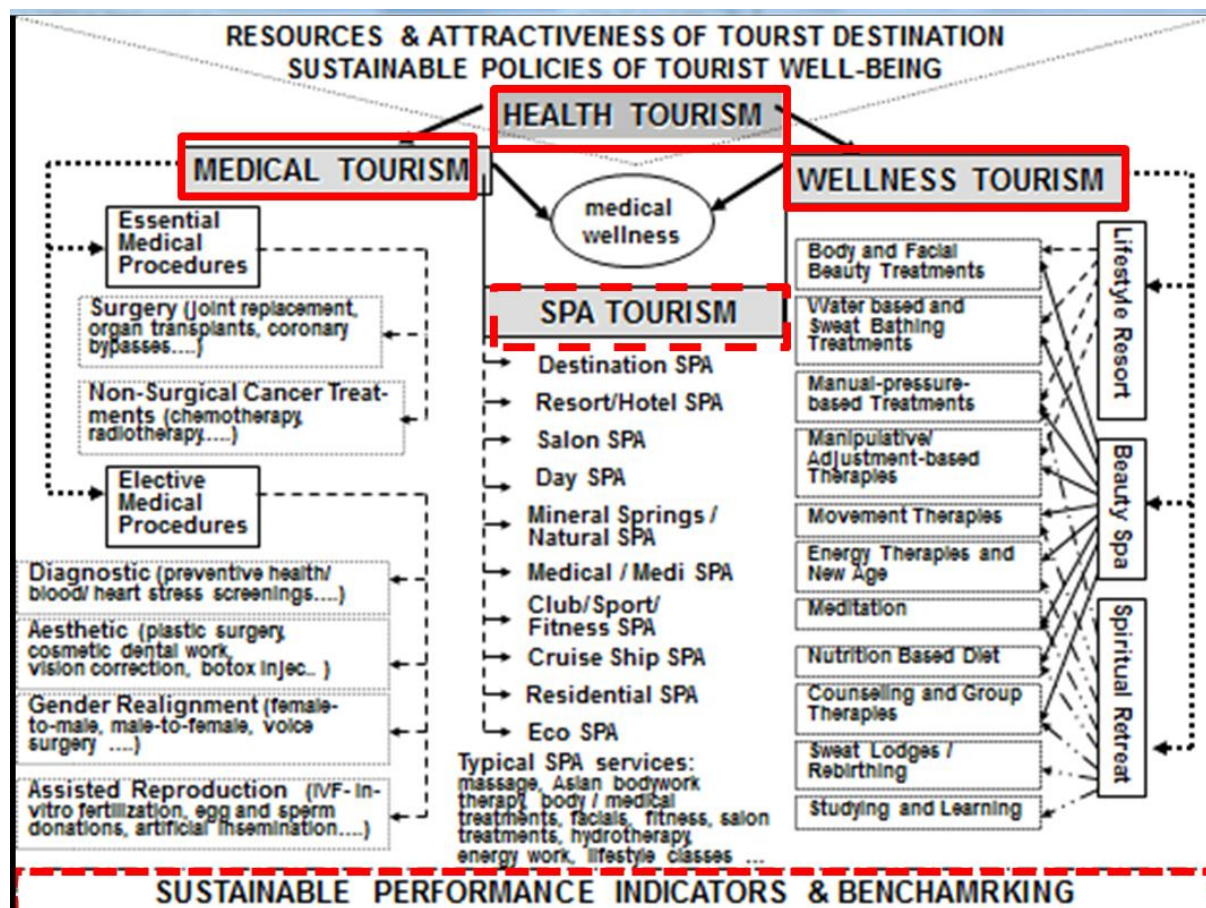 RESOURCES & ATTRACTIVENESS OF TOURST DESTINATION
SUSTAINABLE POLICIES OF TOURIST WELL-BEING
HEALTH TOURISM
MEDICAL TOURISM
WELLNESS TOURISM
medical
wellness
Essential
Medical
Procedures
Surgery (joint replacement,
organ transplants, coronary
bypasses....)
Non-Surgical Cancer Treat-
ments (chemotherapy,
radiotherapy.....)
Elective
Medical
Procedures
Diagnostic (preventive health/
blood/ heart stress screenings....)
Aesthetic (plastic surgery,
cosmetic dental work,
vision correction, botox injec... )
Gender Realignment (female-
to-male, male-to-female, voice
surgery ....)
Assisted Reproduction (IVF- in-
vitro fertilization, egg and sperm
donations, artificial insemination....)
SPA TOURISM
Destination SPA
Resort/Hotel SPA
Salon SPA
Day SPA
Mineral Springs /
Natural SPA
Medical / Medi SPA
Club/Sport/
Fitness SPA
Cruise Ship SPA
Residential SPA
Eco SPA
Typical SPA services:
massage, Asian bodywork
therapy, body / medical
treatments, facials, fitness, salon
treatments, hydrotherapy,
energy work, lifestyle classes ...
Body and Facial
Beauty Treatments
Water based and
Sweat Bathing
Treatments
Manual-pressure-
based Treatments
Manipulative/
Adjustment-based
Therapies
Movement Therapies
Energy Therapies and
New Age
Meditation
Nutrition Based Diet
Counseling and Group
Therapies
Sweat Lodges /
Rebirthing
Studying and Learning
Lifestyle Resort
Beauty Spa
Spiritual Retreat
SUSTAINABLE PERFORMANCE INDICATORS & BENCHAMRKING